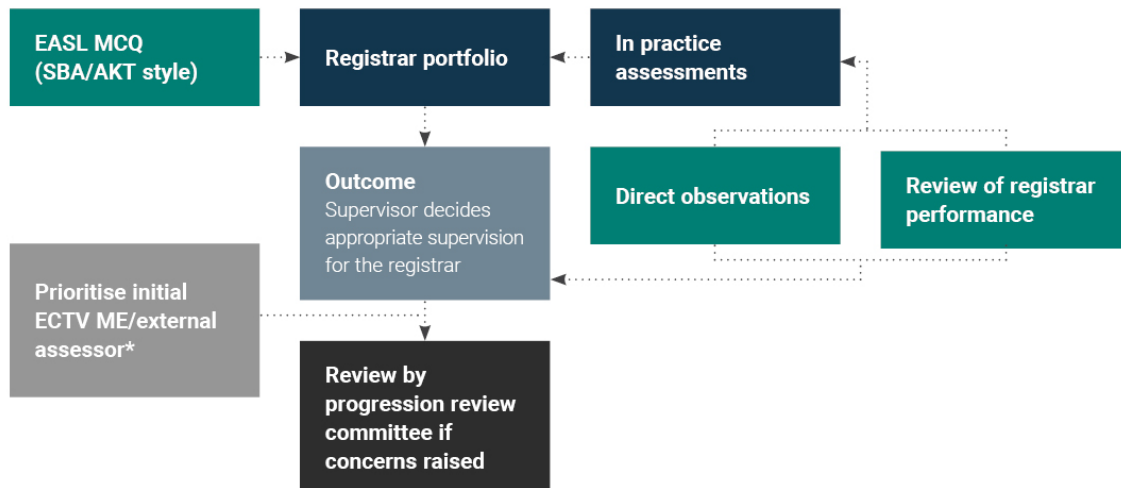 EASL MCQ
(SBA/AKT style)
Registrar portfolio
In practice
assessments
Outcome
Supervisor decides
appropriate supervision
for the registrar
Direct observations
Review of registrar
performance
Prioritise initial
ECTV ME/external
assessor*
Review by
progression review
committee if
concerns raised